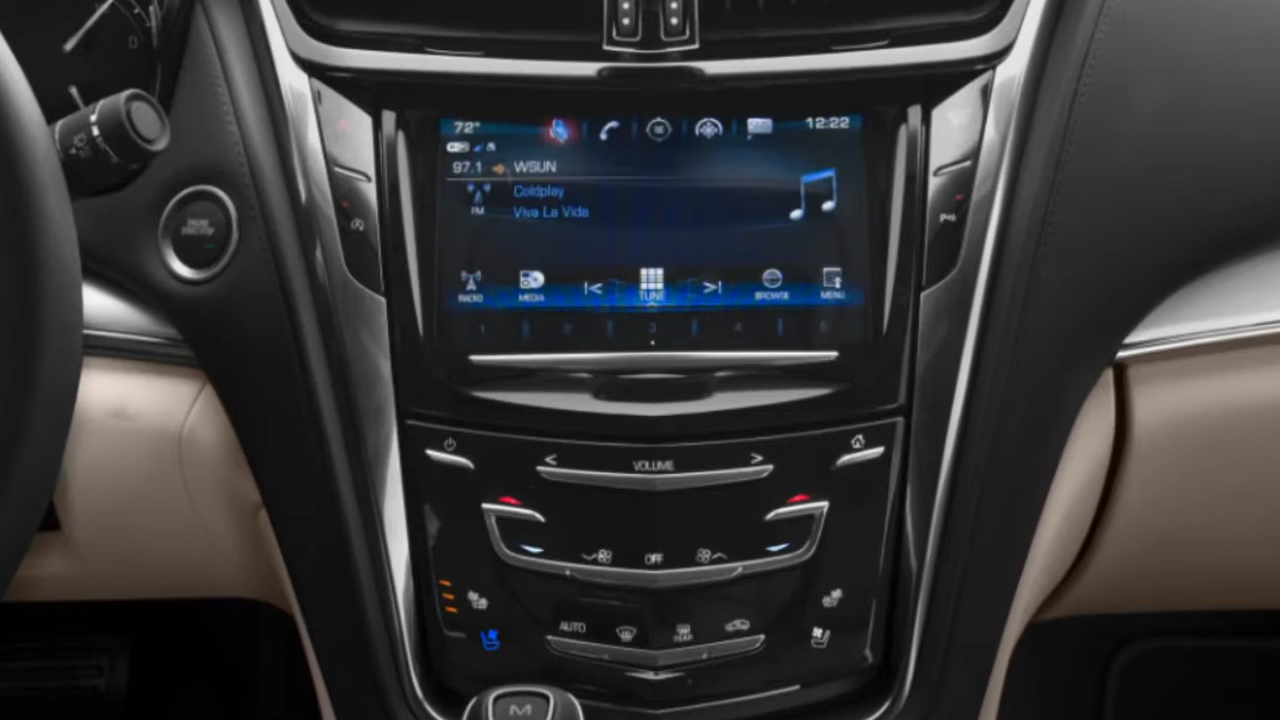 72° 12:22
97.1 WSUN
Coldplay
FM
Viva La Vida
RADIO MEDIA TUNE BROWSE MENU
1 2 3 4 5
VOLUME
OFF
AUTO REAR
M